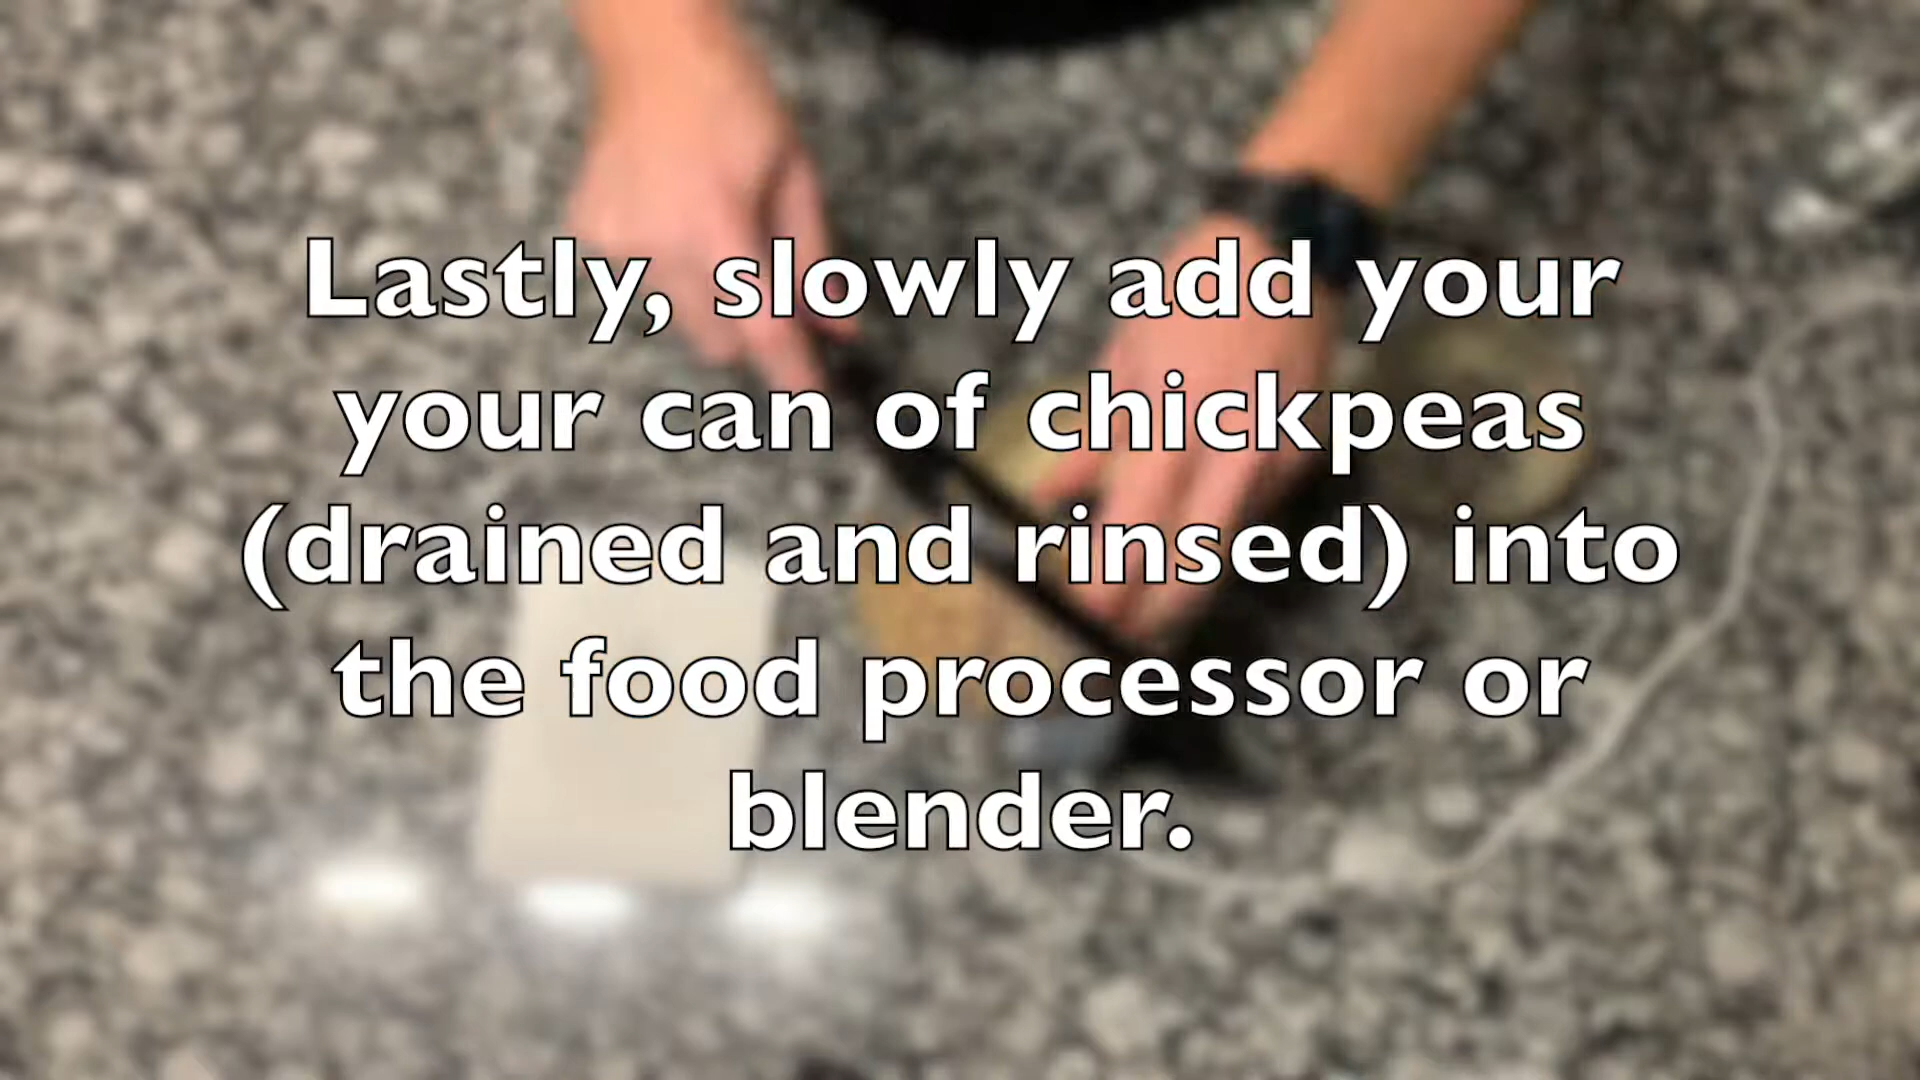 Lastly, slowly add your
your can of chickpeas
(drained and rinsed) into
the food processor or
blender.